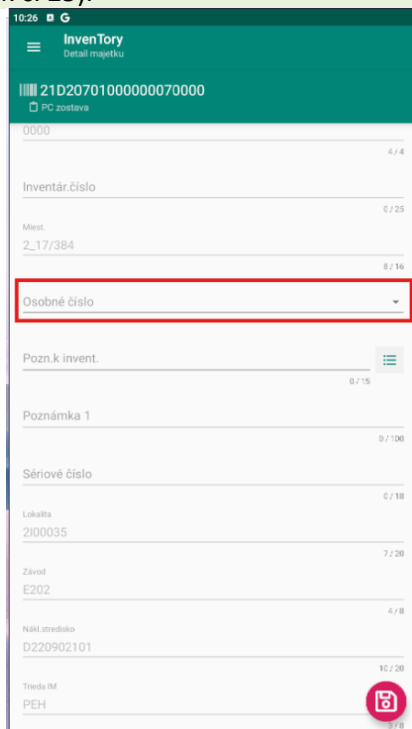 10:26 G
InvenTory
Detail majetku
21D20701000000070000
PC zostava
0000
4 / 4
Inventár.číslo
0 / 25
Miest.
2_17/384
8 / 16
Osobné číslo
Pozn.k invent.
0 / 15
Poznámka 1
0 / 100
Sériové číslo
0 / 18
Lokalita
2I00035
7 / 20
Závod
E202
4 / 8
Nákl.stredisko
D220902101
10 / 20
Trieda IM
PEH
3 / 8